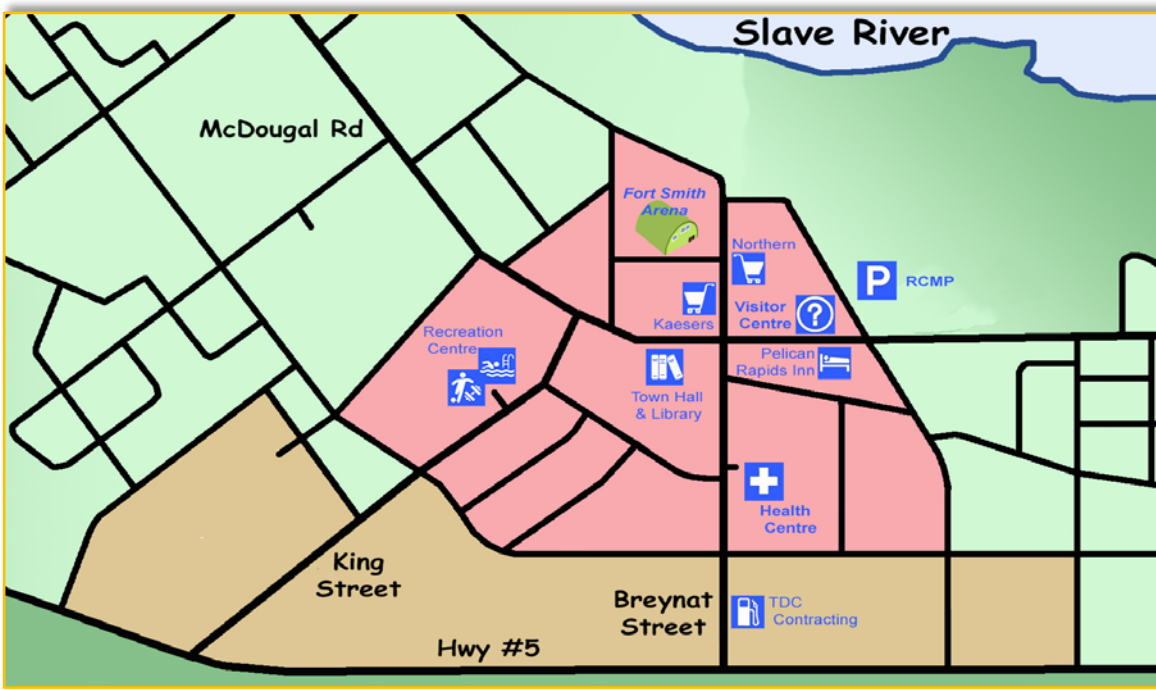 Slave River
McDougal Rd
Fort Smith
Arena
Northern
P
RCMP
Visitor
Centre
?
Kaesers
Recreation
Centre
Pelican
Rapids Inn
Town Hall
& Library
Health
Centre
King
Street
Breynat
Street
TDC
Contracting
Hwy #5